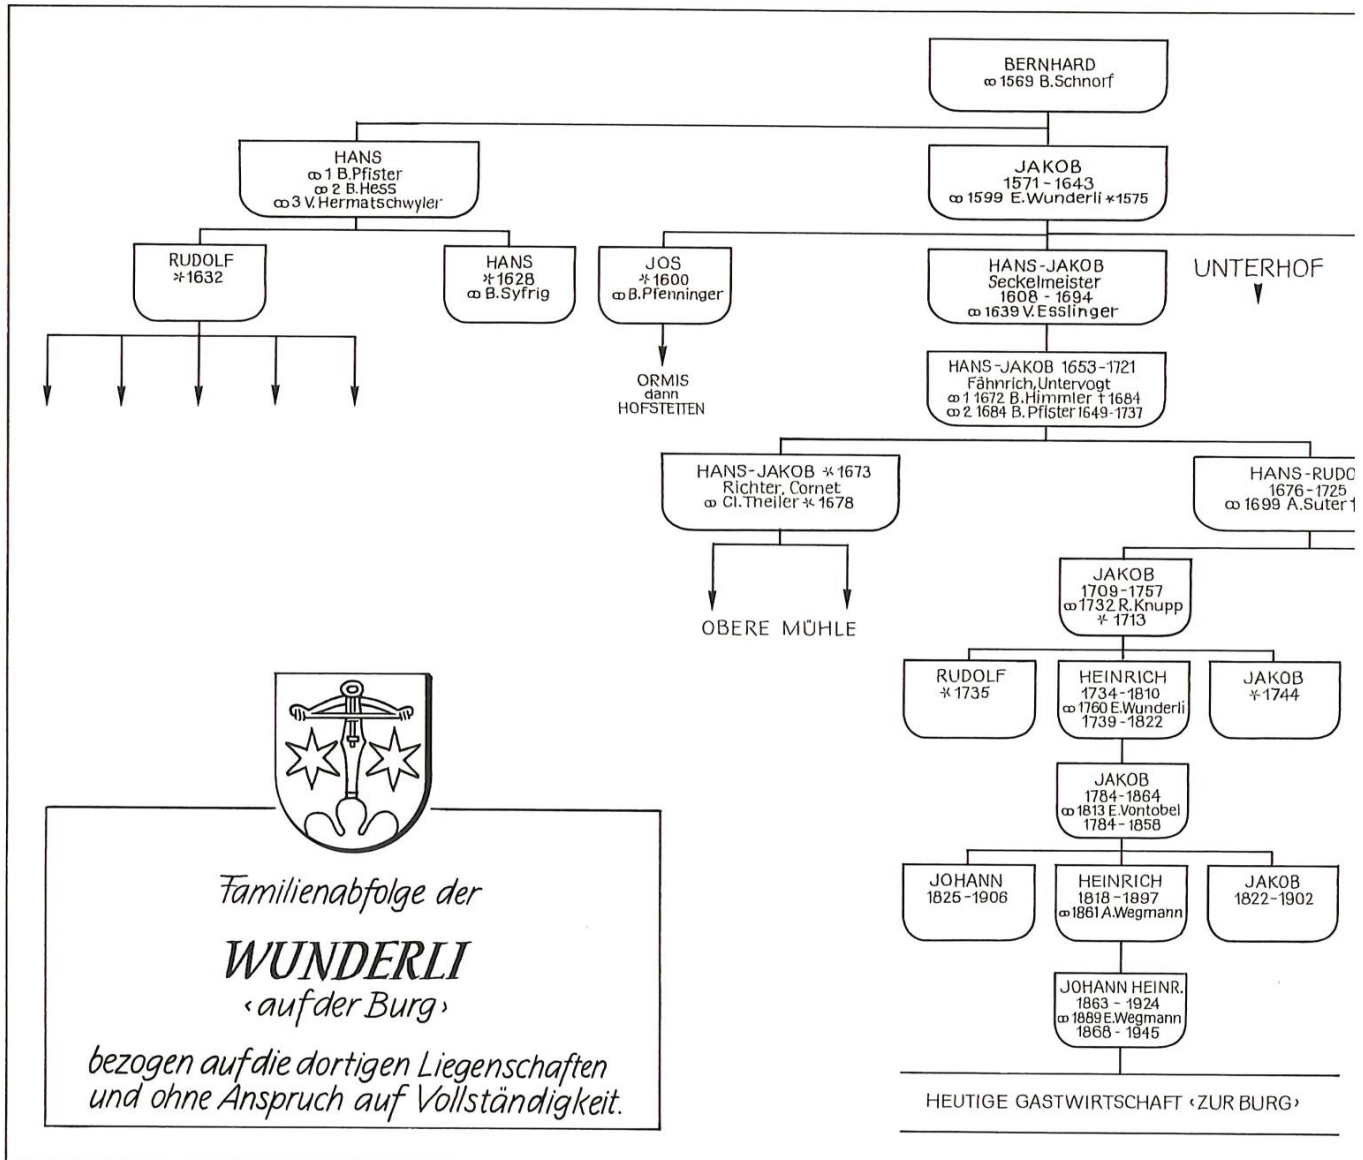 BERNHARD
⚭ 1569 B.Schnorf
HANS
⚭ 1 B.Pfister
⚭ 2 B.Hess
⚭ 3 V.Hermatschwyler
JAKOB
1571 - 1643
⚭ 1599 E.Wunderli *1575
RUDOLF
*1632
HANS
*1628
⚭ B.Syfrig
JOS
*1600
⚭ B.Pfenninger
HANS-JAKOB
Seckelmeister
1608 - 1694
⚭ 1639 V.Esslinger
UNTERHOF
ORMIS
dann
HOFSTETTEN
HANS-JAKOB 1653-1721
Fähnrich, Untervogt
⚭ 1 1672 B.Himmler †1684
⚭ 2 1684 B.Pfister 1649-1737
HANS-JAKOB *1673
Richter, Cornet
⚭ Cl.Theiler *1678
HANS-RUDO
1676-1725
⚭ 1699 A.Suter †
OBERE MÜHLE
JAKOB
1709-1757
⚭ 1732 R.Knupp
*1713
RUDOLF
*1735
HEINRICH
1734-1810
⚭ 1760 E.Wunderli
1739-1822
JAKOB
*1744
JAKOB
1784-1864
⚭ 1813 E.Vontobel
1784-1858
JOHANN
1825-1906
HEINRICH
1818-1897
⚭ 1861 A.Wegmann
JAKOB
1822-1902
JOHANN HEINR.
1863 - 1924
⚭ 1889 E.Wegmann
1868 - 1945
HEUTIGE GASTWIRTSCHAFT ‹ZUR BURG›
Familienabfolge der
WUNDERLI
‹auf der Burg›
bezogen auf die dortigen Liegenschaften
und ohne Anspruch auf Vollständigkeit.